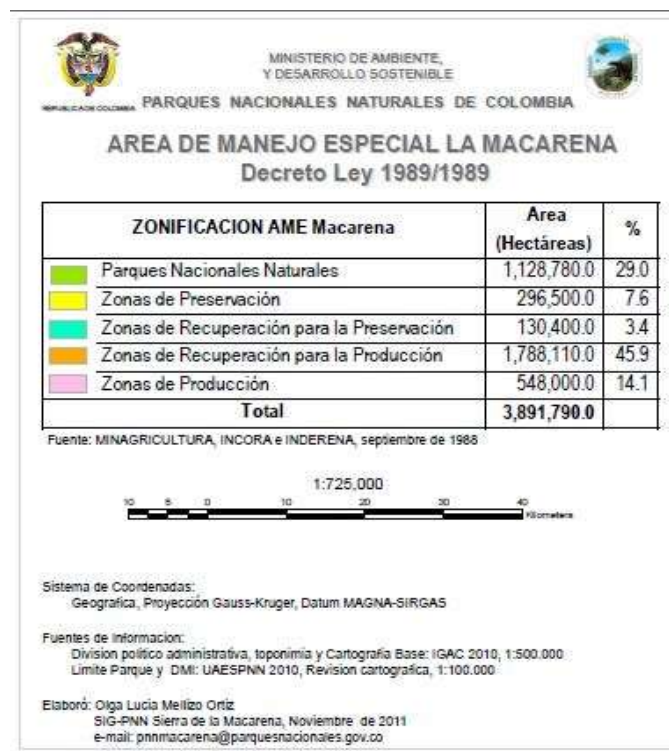 MINISTERIO DE AMBIENTE,
Y DESARROLLO SOSTENIBLE
REPUBLICA DE COLOMBIA PARQUES NACIONALES NATURALES DE COLOMBIA
AREA DE MANEJO ESPECIAL LA MACARENA
Decreto Ley 1989/1989
ZONIFICACION AME Macarena Area (Hectáreas) %
Parques Nacionales Naturales 1,128,780.0 29.0
Zonas de Preservación 296,500.0 7.6
Zonas de Recuperación para la Preservación 130,400.0 3.4
Zonas de Recuperación para la Producción 1,788,110.0 45.9
Zonas de Producción 548,000.0 14.1
Total 3,891,790.0
Fuente: MINAGRICULTURA, INCORA e INDERENA, septiembre de 1988
1:725,000
10 5 0 10 20 30 40
Kilometers
Sistema de Coordenadas:
Geografica, Proyección Gauss-Kruger, Datum MAGNA-SIRGAS
Fuentes de Informacion:
Division politico administrativa, toponimia y Cartografia Base: IGAC 2010, 1:500.000
Limite Parque y DMI: UAESPNN 2010, Revision cartografica, 1:100.000
Elaboró: Olga Lucia Mellizo Ortiz
SIG-PNN Sierra de la Macarena, Noviembre de 2011
e-mail: pnnmacarena@parquesnacionales.gov.co